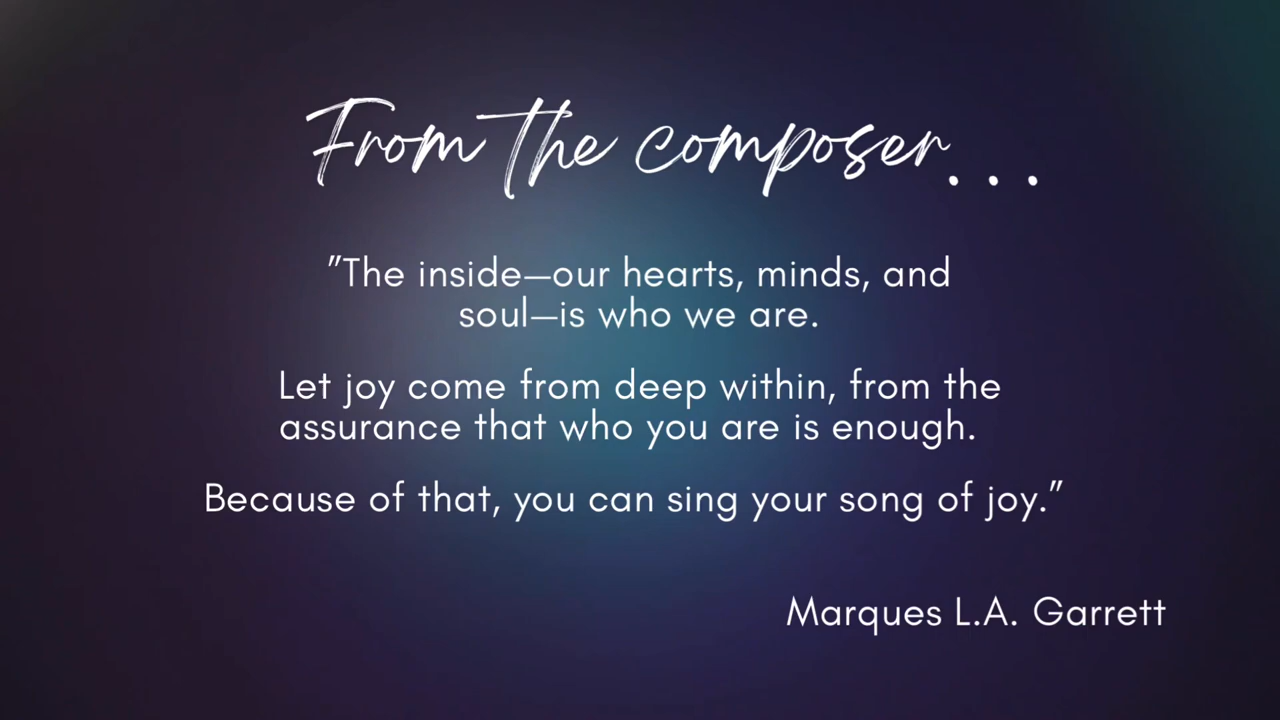 From the composer...
"The inside—our hearts, minds, and
soul—is who we are.
Let joy come from deep within, from the
assurance that who you are is enough.
Because of that, you can sing your song of joy."
Marques L.A. Garrett